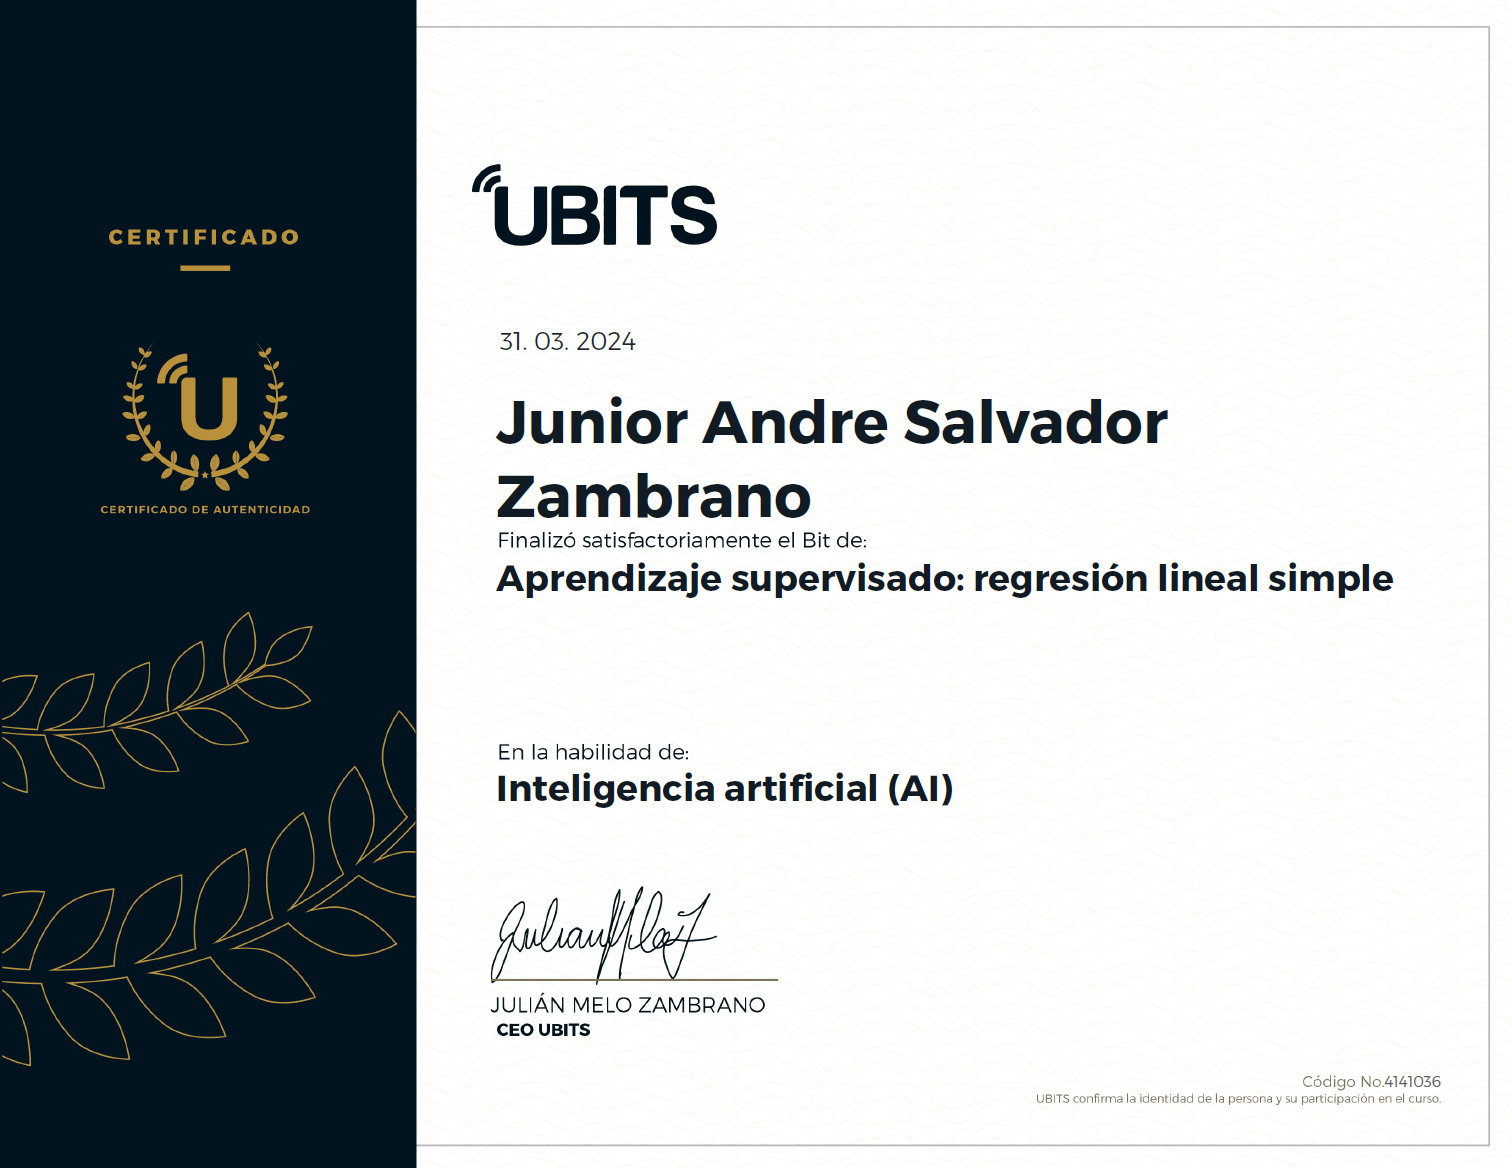 CERTIFICADO
U
CERTIFICADO DE AUTENTICIDAD
UBITS
31. 03. 2024
Junior Andre Salvador
Zambrano
Finalizó satisfactoriamente el Bit de:
Aprendizaje supervisado: regresión lineal simple
En la habilidad de:
Inteligencia artificial (AI)
JULIÁN MELO ZAMBRANO
CEO UBITS
Código No.4141036
UBITS confirma la identidad de la persona y su participación en el curso.